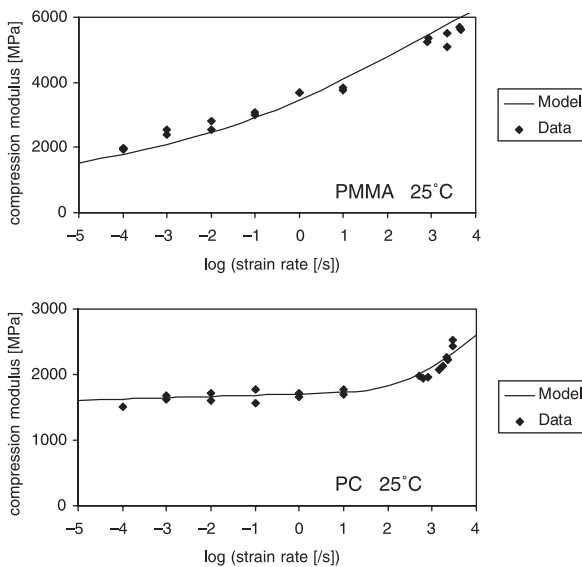 compression modulus [MPa]
6000
4000
2000
0
–5 –4 –3 –2 –1 0 1 2 3 4
log (strain rate [/s])
PMMA 25˚C
Model
Data
compression modulus [MPa]
3000
2000
1000
0
–5 –4 –3 –2 –1 0 1 2 3 4
log (strain rate [/s])
PC 25˚C
Model
Data